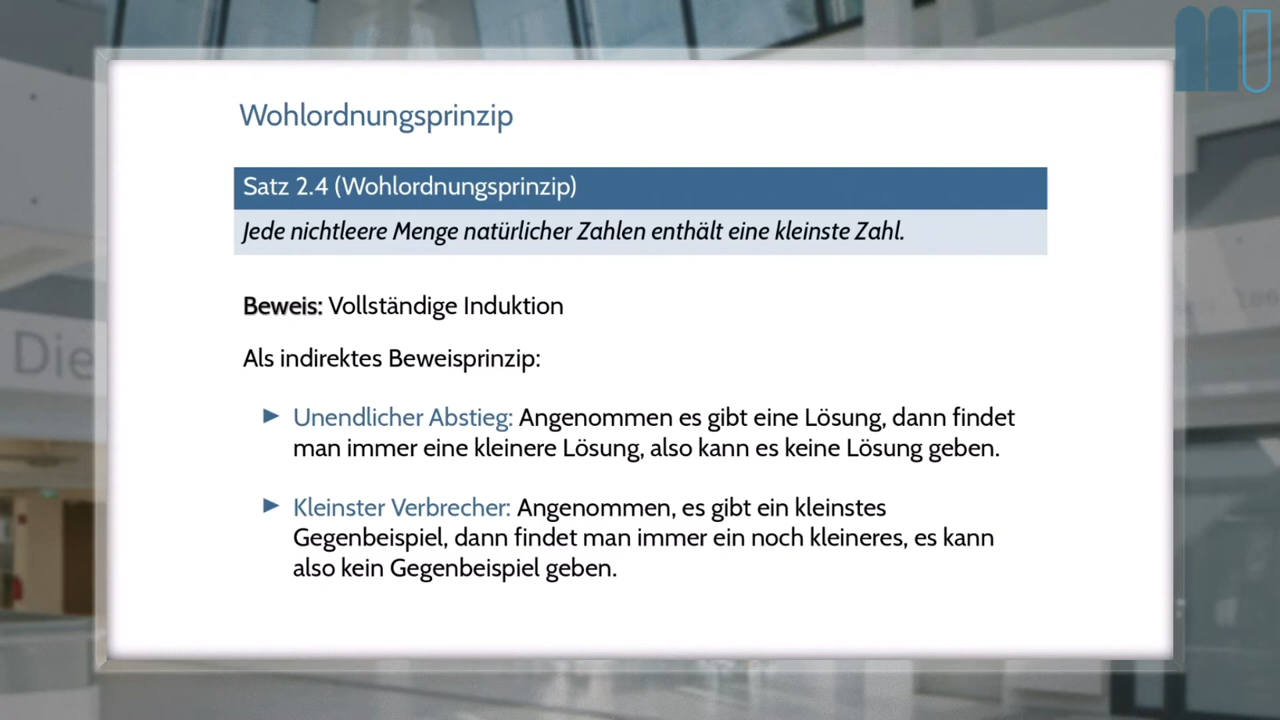 Wohlordnungsprinzip
Satz 2.4 (Wohlordnungsprinzip)
Jede nichtleere Menge natürlicher Zahlen enthält eine kleinste Zahl.
Beweis: Vollständige Induktion
Als indirektes Beweisprinzip:
Unendlicher Abstieg: Angenommen es gibt eine Lösung, dann findet
man immer eine kleinere Lösung, also kann es keine Lösung geben.
Kleinster Verbrecher: Angenommen, es gibt ein kleinstes
Gegenbeispiel, dann findet man immer ein noch kleineres, es kann
also kein Gegenbeispiel geben.
Die